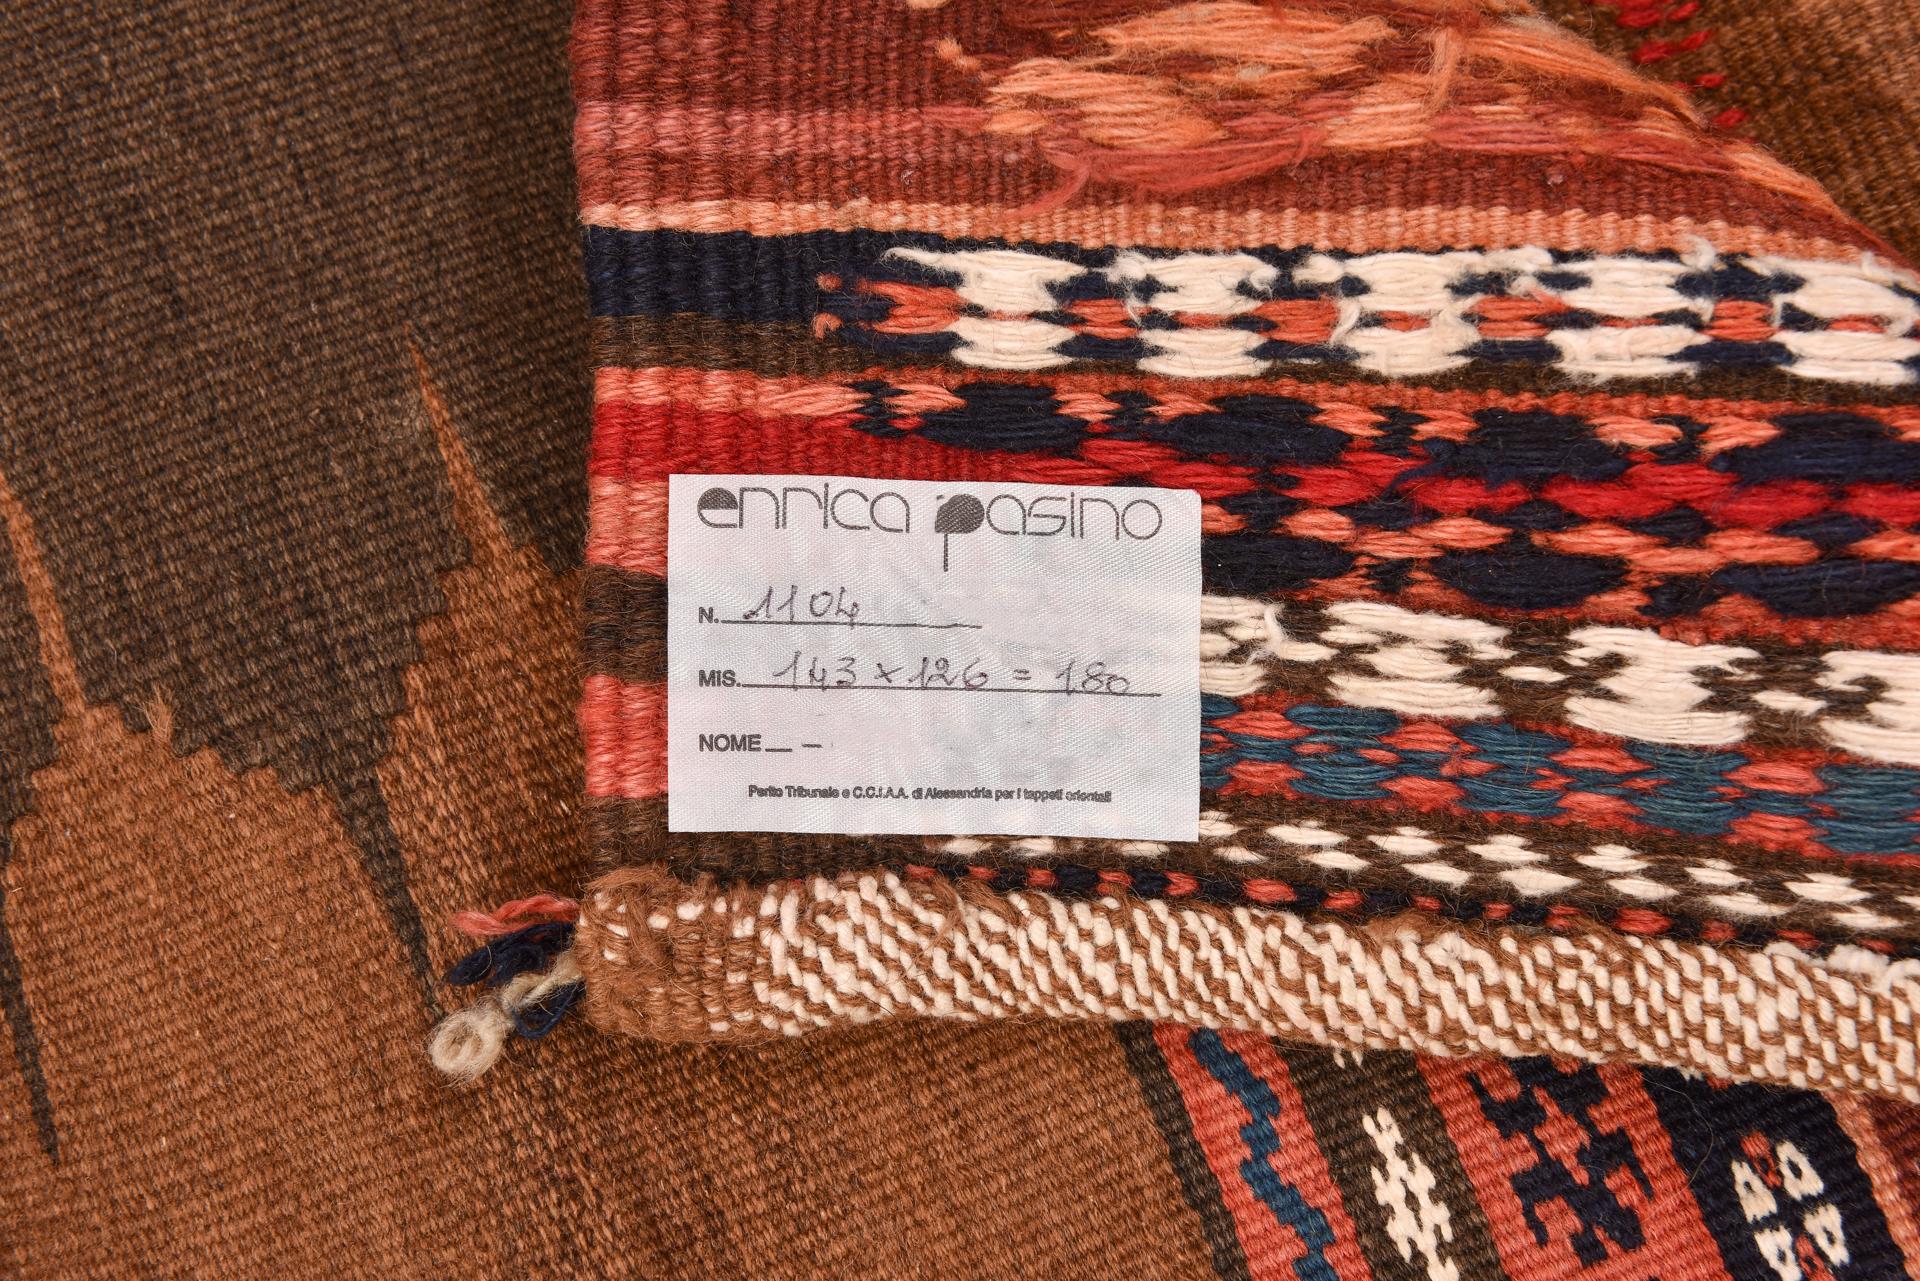 enrica pasino
N. 1104
MIS. 143 x 126 = 180
NOME — –
Perito Tribunale e C.C.I.A.A. di Alessandria per i tappeti orientali